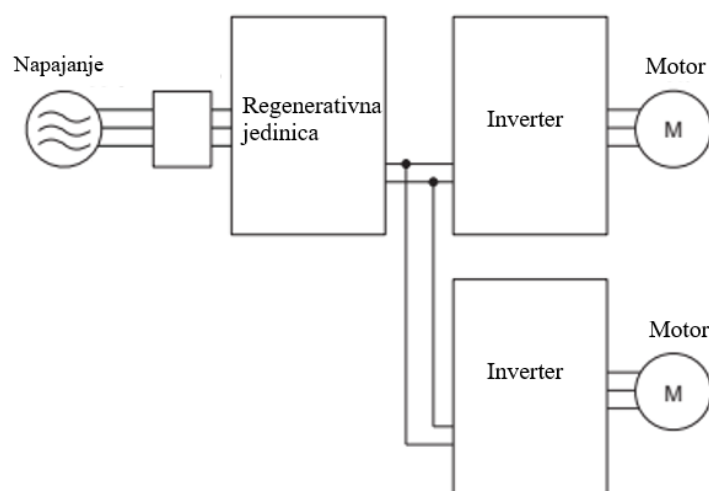 Napajanje
Regenerativna
jedinica
Inverter
Motor
M
Inverter
Motor
M